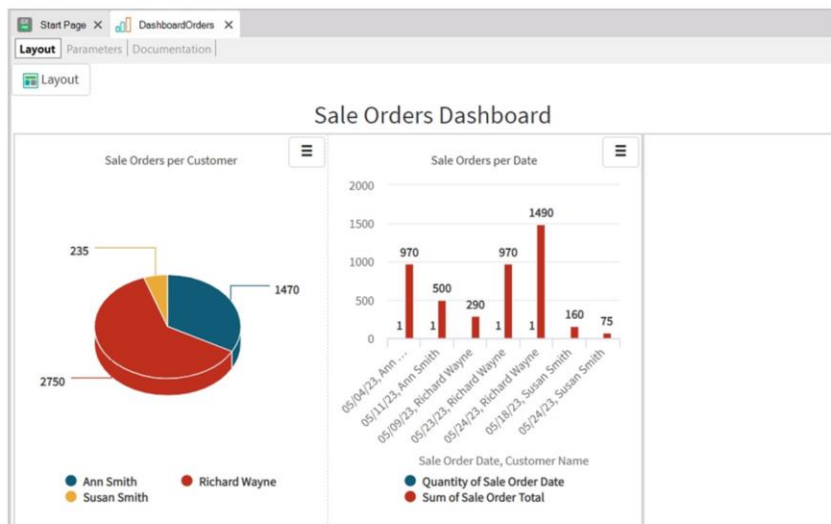 Start Page
DashboardOrders
Layout Parameters Documentation
Layout
Sale Orders Dashboard
Sale Orders per Customer
235
1470
2750
Ann Smith
Richard Wayne
Susan Smith
Sale Orders per Date
2000
1500
1000
500
0
1 970
1 500
290
1 970
1 1490
160
75
05/04/23, Ann ...
05/11/23, Ann Smith
05/09/23, Richard Wayne
05/23/23, Richard Wayne
05/24/23, Richard Wayne
05/18/23, Susan Smith
05/24/23, Susan Smith
Sale Order Date, Customer Name
Quantity of Sale Order Date
Sum of Sale Order Total